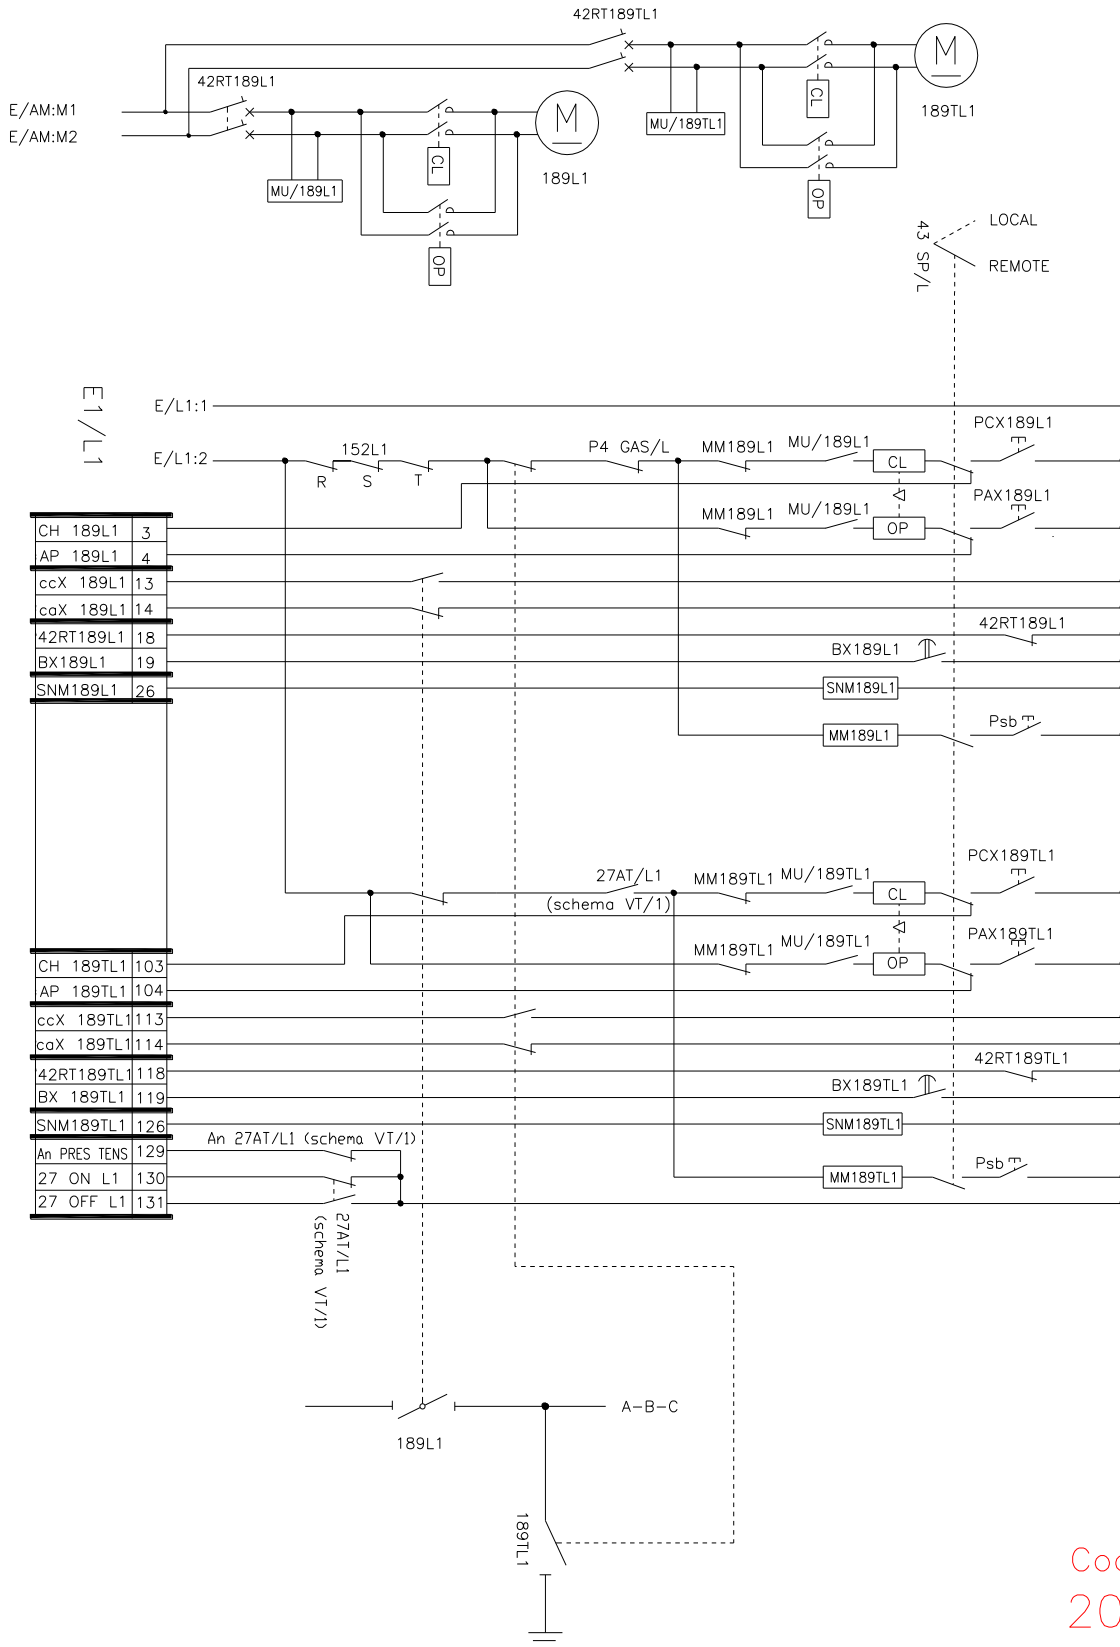 42RT189TL1
M
42RT189L1
E/AM:M1
E/AM:M2
CL
MU/189TL1
189TL1
M
CL
189L1
MU/189L1
OP
OP
43 SP/L
LOCAL
REMOTE
E1/L1
E/L1:1
E/L1:2
152L1
R S T
P4 GAS/L
MM189L1
MU/189L1
CL
PCX189L1
MM189L1
MU/189L1
OP
PAX189L1
CH 189L1 3
AP 189L1 4
ccX 189L1 13
caX 189L1 14
42RT189L1 18
42RT189L1
BX189L1 19
BX189L1
SNM189L1 26
SNM189L1
MM189L1
Psb
27AT/L1
(schema VT/1)
MM189TL1
MU/189TL1
CL
PCX189TL1
MM189TL1
MU/189TL1
OP
PAX189TL1
CH 189TL1 103
AP 189TL1 104
ccX 189TL1 113
caX 189TL1 114
42RT189TL1 118
42RT189TL1
BX 189TL1 119
BX189TL1
SNM189TL1 126
SNM189TL1
An PRES TENS 129
An 27AT/L1 (schema VT/1)
27 ON L1 130
27 OFF L1 131
MM189TL1
Psb
27AT/L1
(schema VT/1)
A-B-C
189L1
189TL1
20